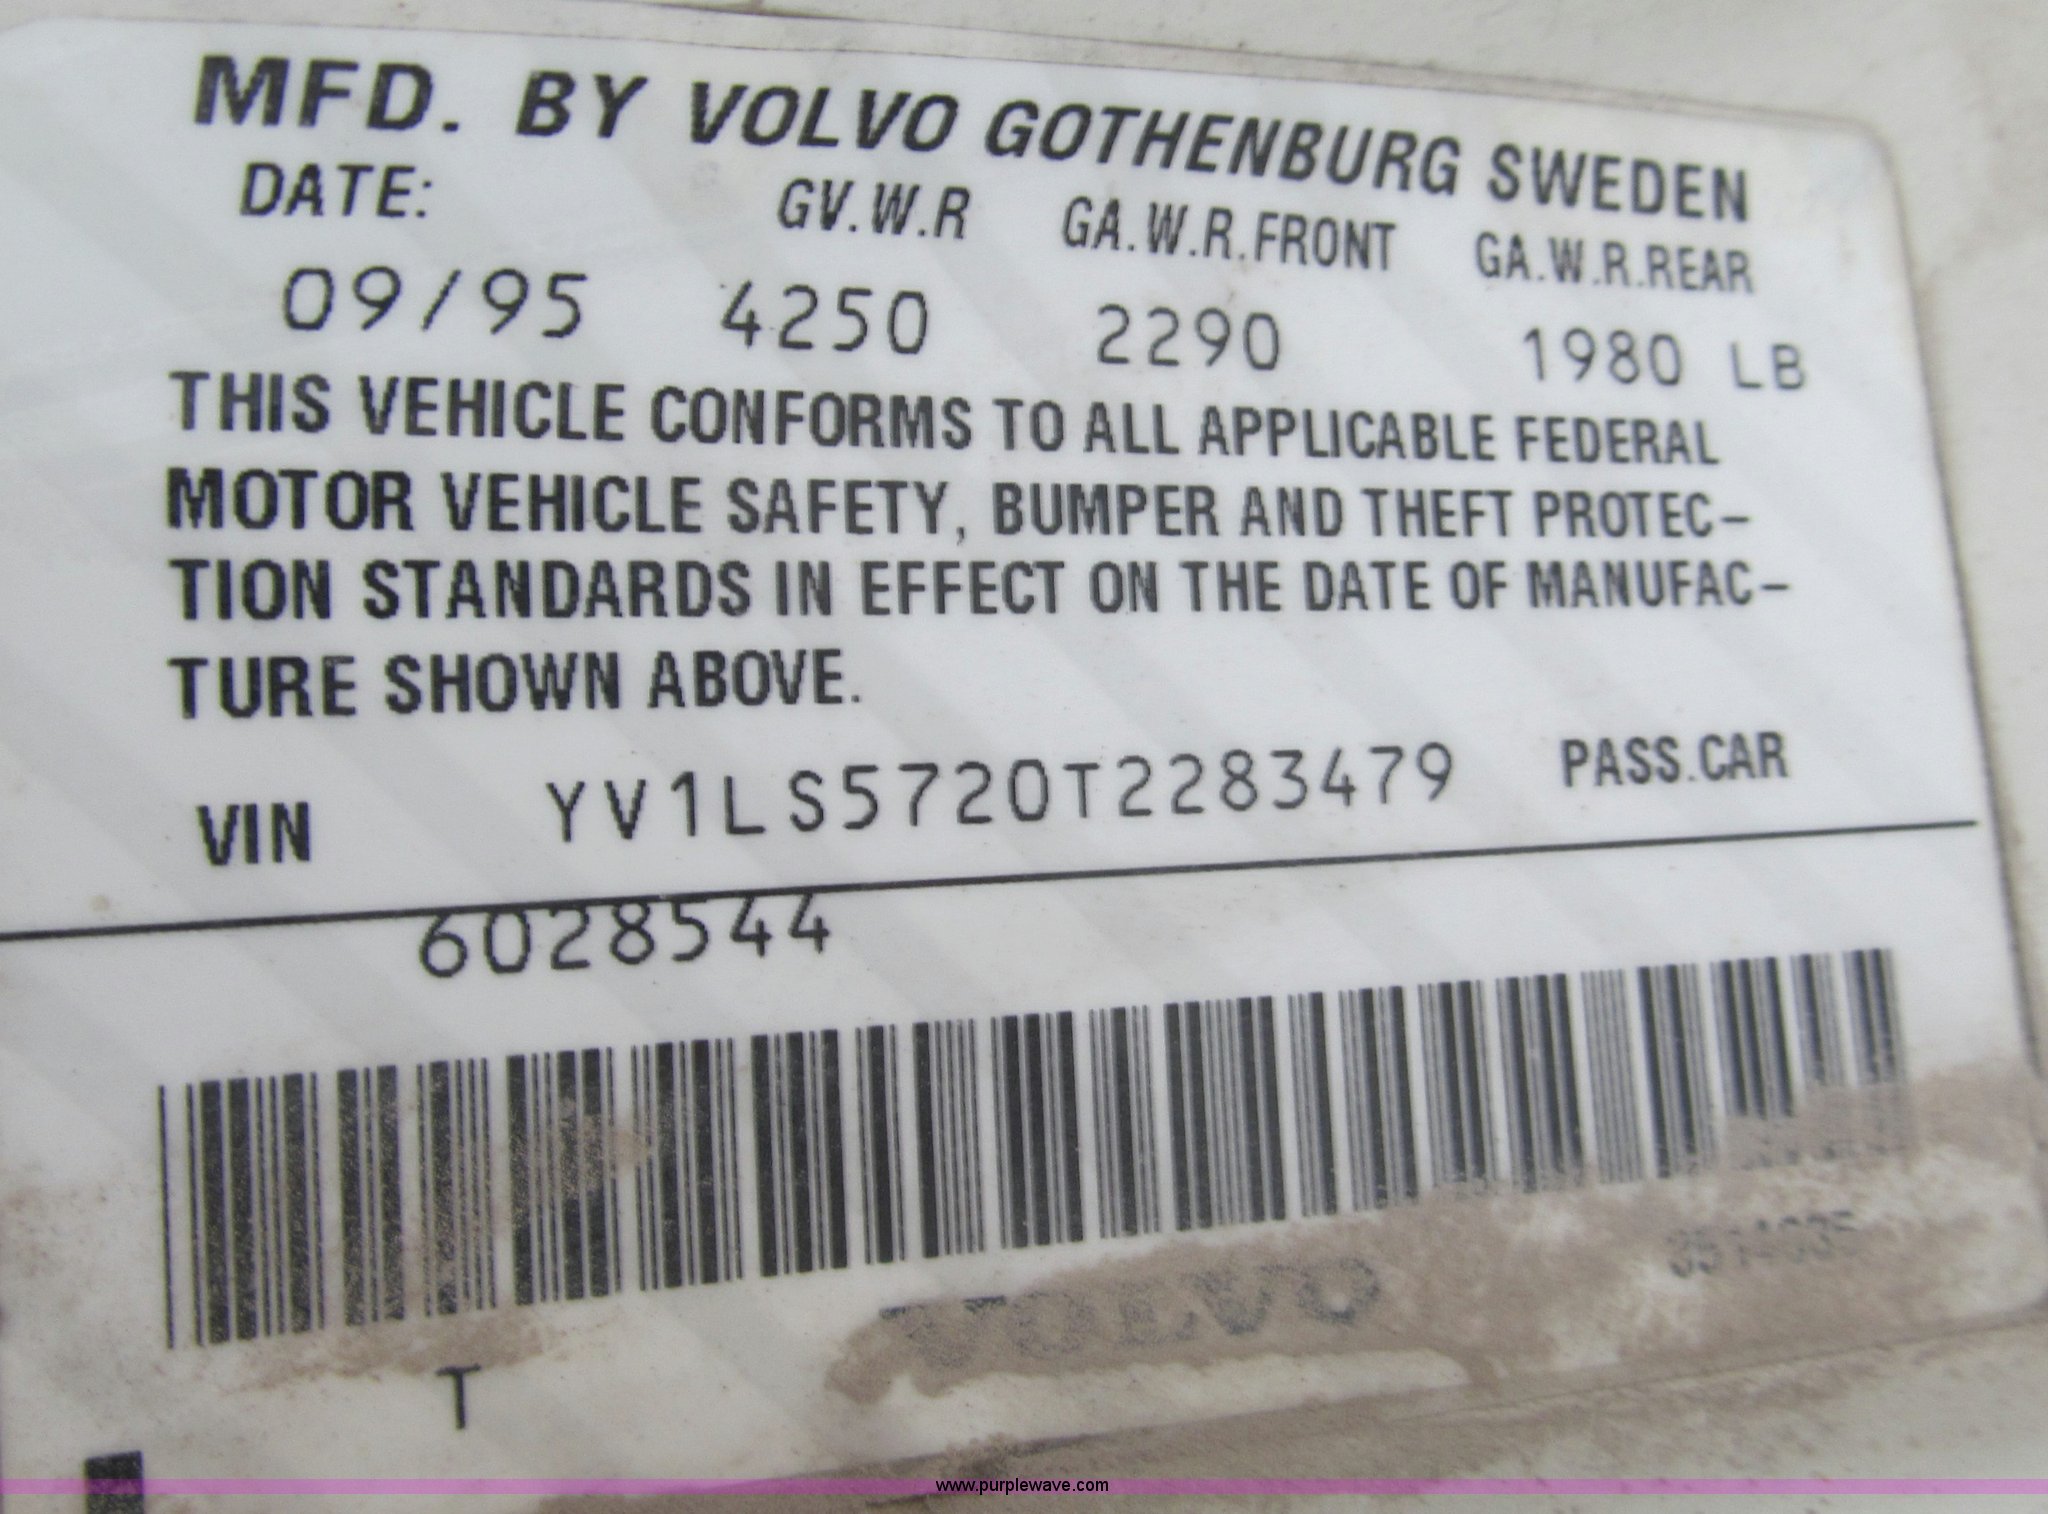 MFD. BY VOLVO GOTHENBURG SWEDEN
DATE: GV.W.R GA.W.R.FRONT GA.W.R.REAR
09/95 4250 2290 1980 LB
THIS VEHICLE CONFORMS TO ALL APPLICABLE FEDERAL
MOTOR VEHICLE SAFETY, BUMPER AND THEFT PROTEC-
TION STANDARDS IN EFFECT ON THE DATE OF MANUFAC-
TURE SHOWN ABOVE.
VIN YV1LS5720T2283479 PASS.CAR
6028544
VOLVO
T
www.purplewave.com